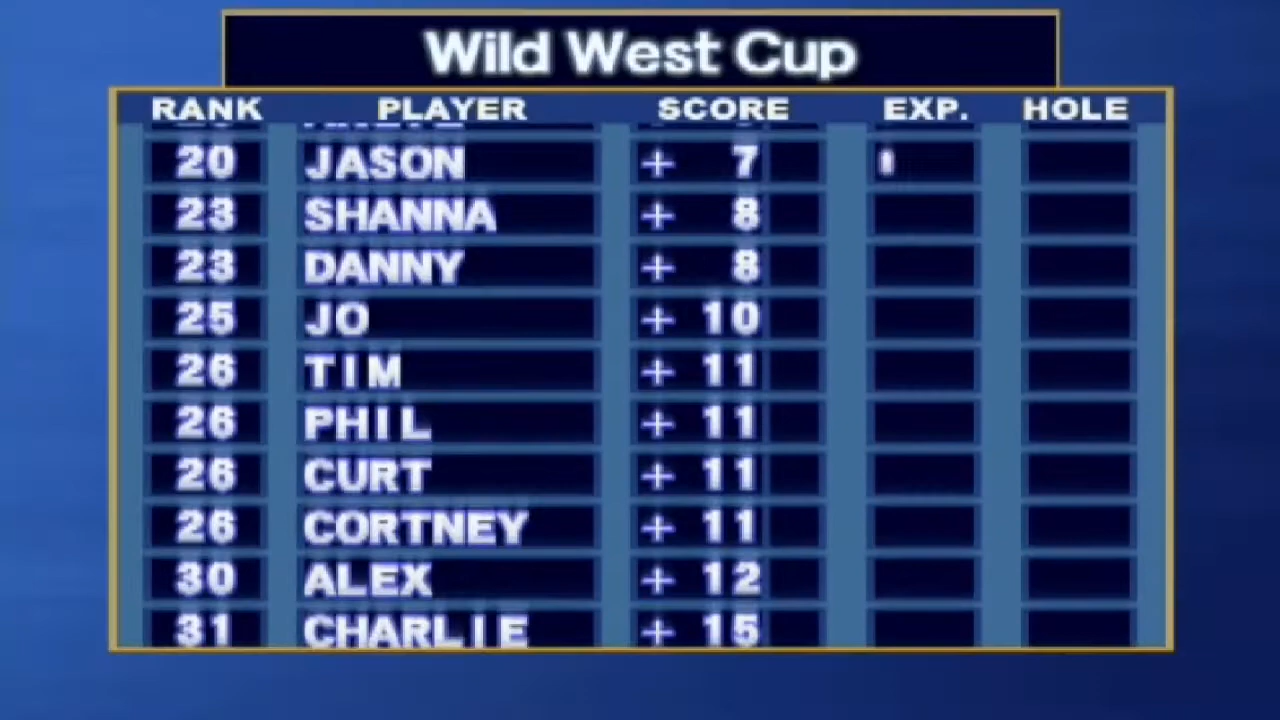 Wild West Cup
RANK PLAYER SCORE EXP. HOLE
20 JASON + 7
23 SHANNA + 8
23 DANNY + 8
25 JO + 10
26 TIM + 11
26 PHIL + 11
26 CURT + 11
26 CORTNEY + 11
30 ALEX + 12
31 CHARLIE + 15